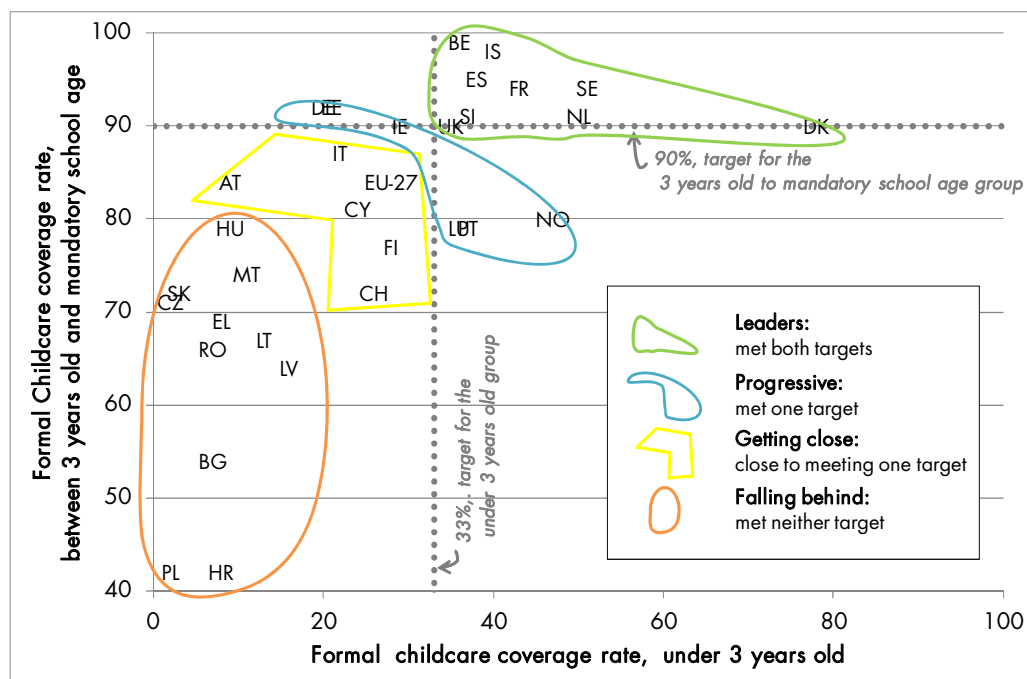 Formal Childcare coverage rate,
between 3 years old and mandatory school age
100
90
80
70
60
50
40
BE
IS
ES
FR
SE
SI
NL
DE
EE
IE
UK
DK
IT
90%, target for the
3 years old to mandatory school age group
AT
EU-27
CY
NO
HU
LU
PT
FI
MT
SK
CH
CZ
EL
LT
RO
LV
BG
PL
HR
33%,. target for the
under 3 years old group
Leaders:
met both targets
Progressive:
met one target
Getting close:
close to meeting one target
Falling behind:
met neither target
0
20
40
60
80
100
Formal childcare coverage rate, under 3 years old